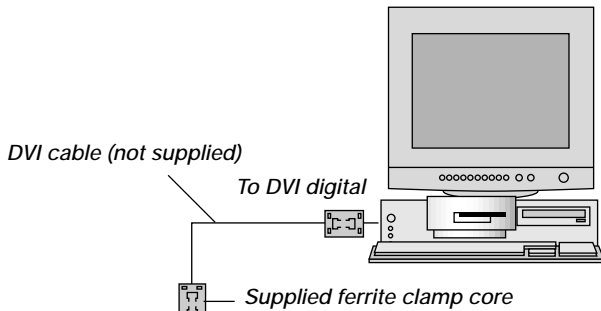 DVI cable (not supplied)
To DVI digital
Supplied ferrite clamp core